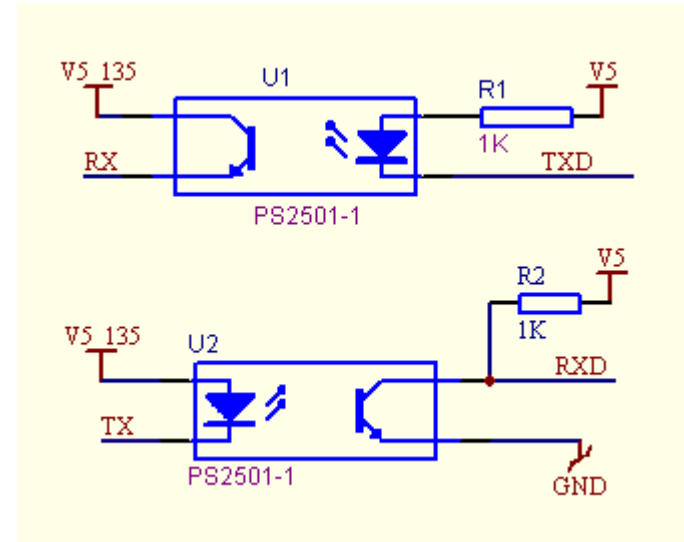 V5_135
U1
R1
V5
1K
RX
TXD
PS2501-1
V5
R2
1K
V5_135
U2
RXD
TX
PS2501-1
GND